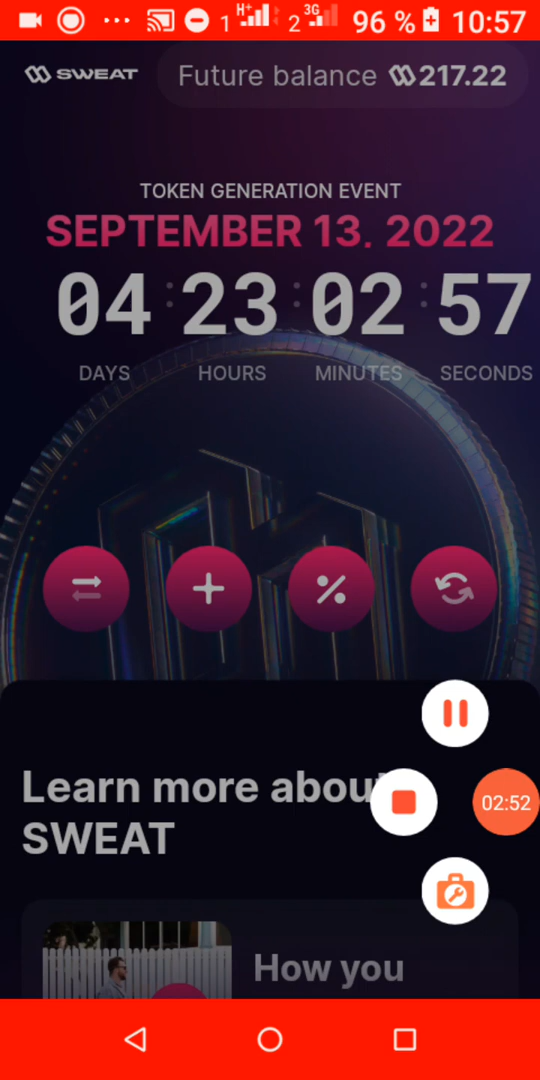 1 H+ 2 3G 96 % 10:57
SWEAT Future balance 217.22
TOKEN GENERATION EVENT
SEPTEMBER 13, 2022
04 : 23 : 02 : 57
DAYS HOURS MINUTES SECONDS
Learn more about
SWEAT
02:52
How you